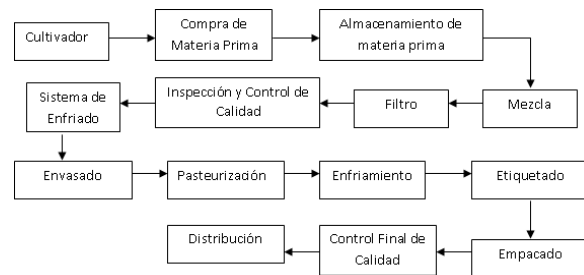 Cultivador
Compra de
Materia Prima
Almacenamiento de
materia prima
Sistema de
Enfriado
Inspección y Control de
Calidad
Filtro
Mezcla
Envasado
Pasteurización
Enfriamiento
Etiquetado
Distribución
Control Final de
Calidad
Empacado